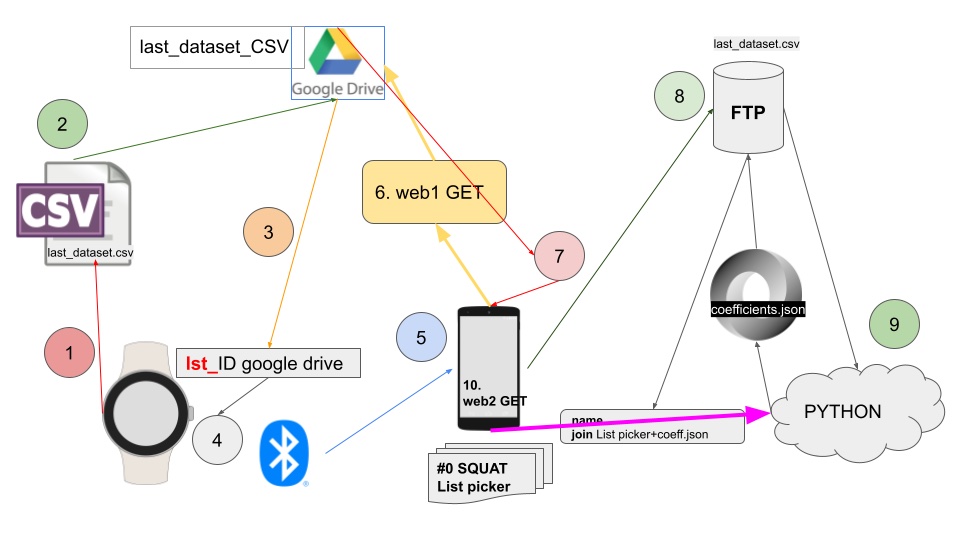 last_dataset_CSV
Google Drive
last_dataset.csv
8
FTP
2
6. web1 GET
CSV
last_dataset.csv
3
7
coefficients.json
9
5
1
lst_ID google drive
10.
web2 GET
PYTHON
4
name
join List picker+coeff.json
#0 SQUAT
List picker
®